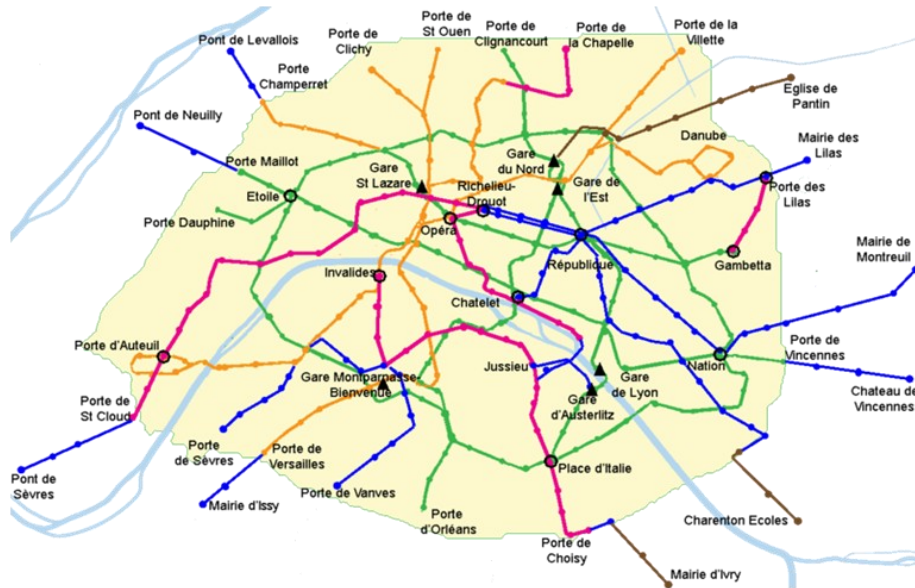 Porte de
St Ouen
Porte de
Clignancourt
Porte de
la Chapelle
Porte de la
Villette
Pont de Levallois
Porte de
Clichy
Porte
Champerret
Eglise de
Pantin
Pont de Neuilly
Danube
Mairie des
Lilas
Porte Maillot
Gare
St Lazare
Gare
du Nord
Richelieu-
Drouot
Gare de
l'Est
Porte des
Lilas
Etoile
Porte Dauphine
Opéra
Mairie de
Montreuil
Invalides
République
Gambetta
Chatelet
Porte d'Auteuil
Porte de
Vincennes
Jussieu
Nation
Gare Montparnasse-
Bienvenue
Gare
de Lyon
Chateau de
Vincennes
Porte de
St Cloud
Gare
d'Austerlitz
Porte
de Sèvres
Porte de
Versailles
Place d'Italie
Pont de
Sèvres
Mairie d'Issy
Porte de Vanves
Porte
d'Orléans
Charenton Ecoles
Porte de
Choisy
Mairie d'Ivry